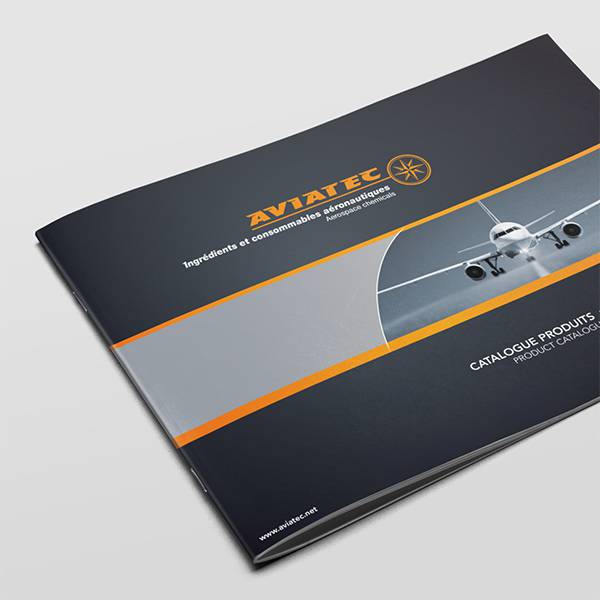 AVIATEC
Ingrédients et consommables aéronautiques
Aerospace chemicals
CATALOGUE PRODUITS
PRODUCT CATALOGU
www.aviatec.net